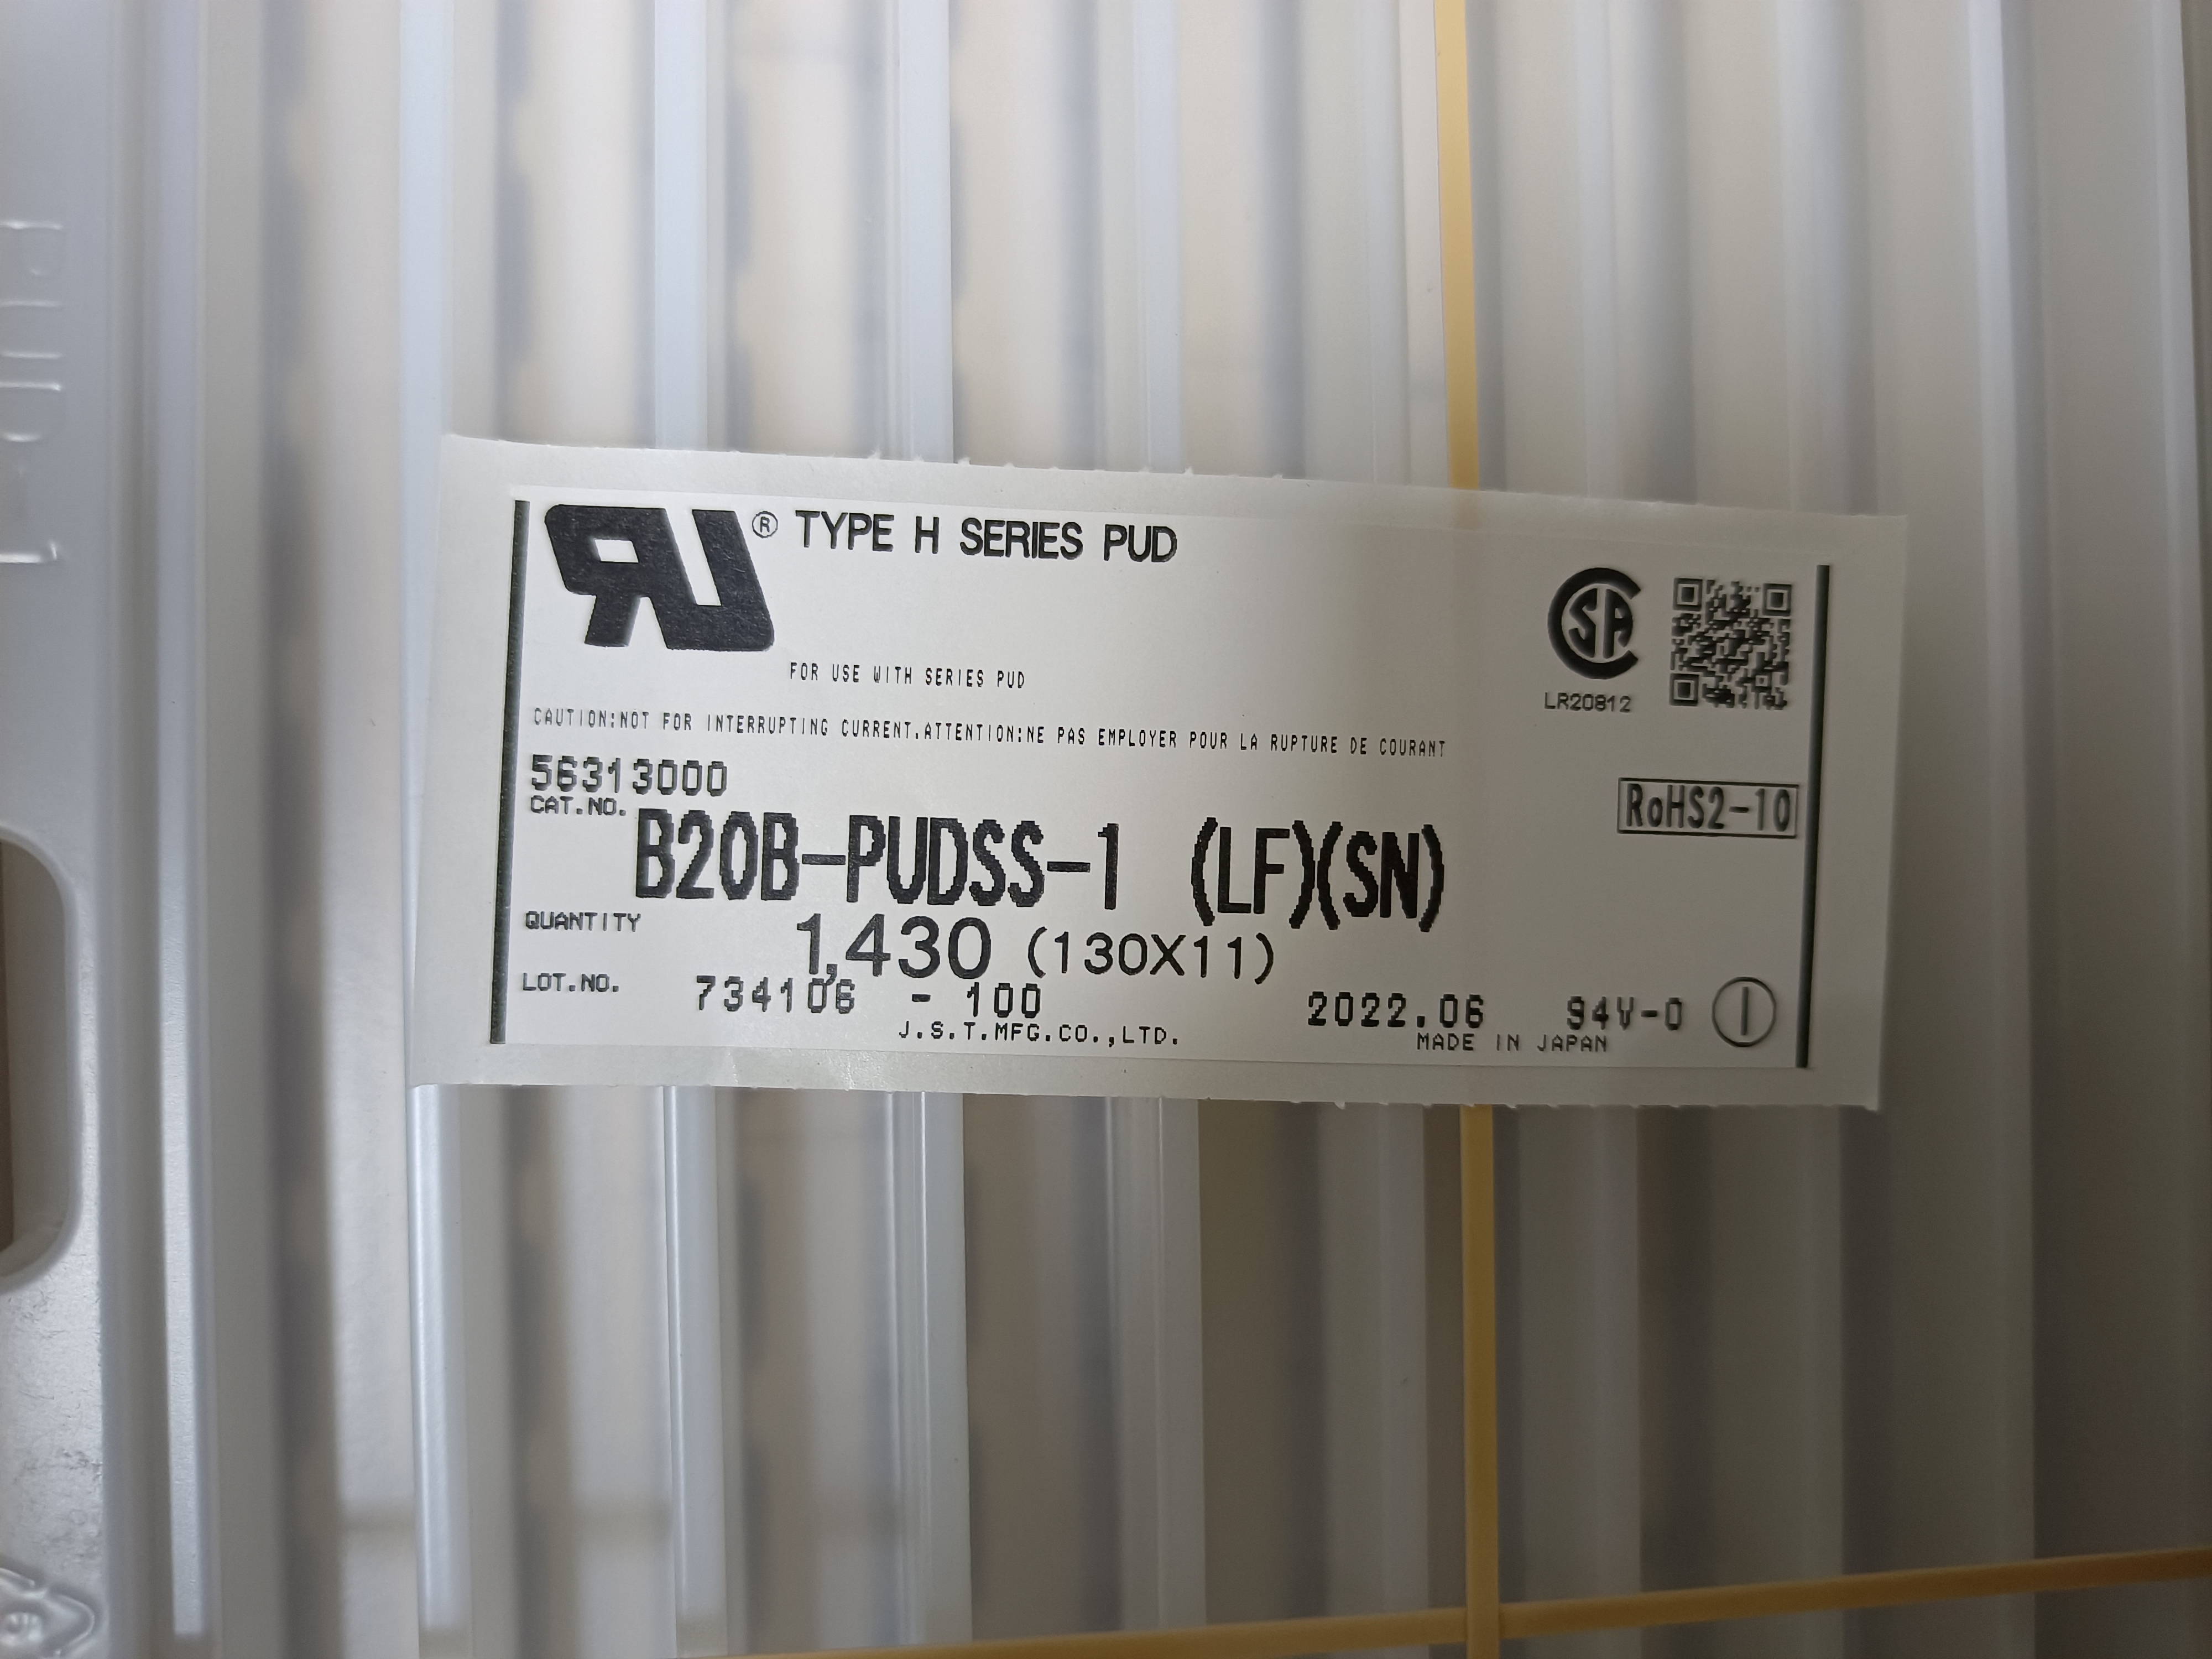 ® TYPE H SERIES PUD
FOR USE WITH SERIES PUD
CSA
LR20812
CAUTION:NOT FOR INTERRUPTING CURRENT.ATTENTION:NE PAS EMPLOYER POUR LA RUPTURE DE COURANT
56313000
RoHS2-10
CAT.NO. B20B-PUDSS-1 (LF)(SN)
QUANTITY 1,430 (130X11)
LOT.NO. 734106 - 100 2022.06 94V-0
J.S.T.MFG.CO.,LTD. MADE IN JAPAN